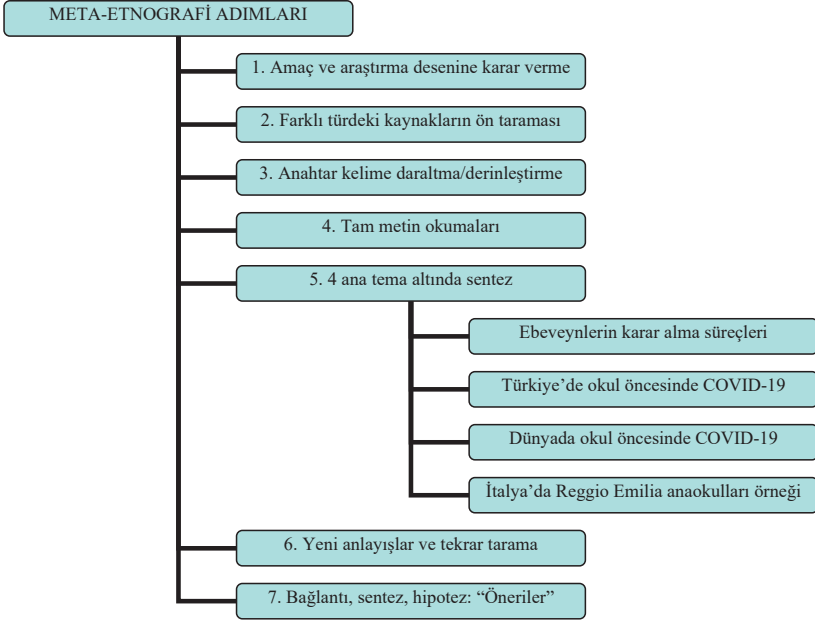 META-ETNOGRAFİ ADIMLARI
1. Amaç ve araştırma desenine karar verme
2. Farklı türdeki kaynakların ön taraması
3. Anahtar kelime daraltma/derinleştirme
4. Tam metin okumaları
5. 4 ana tema altında sentez
Ebeveynlerin karar alma süreçleri
Türkiye’de okul öncesinde COVID-19
Dünyada okul öncesinde COVID-19
İtalya’da Reggio Emilia anaokulları örneği
6. Yeni anlayışlar ve tekrar tarama
7. Bağlantı, sentez, hipotez: “Öneriler”